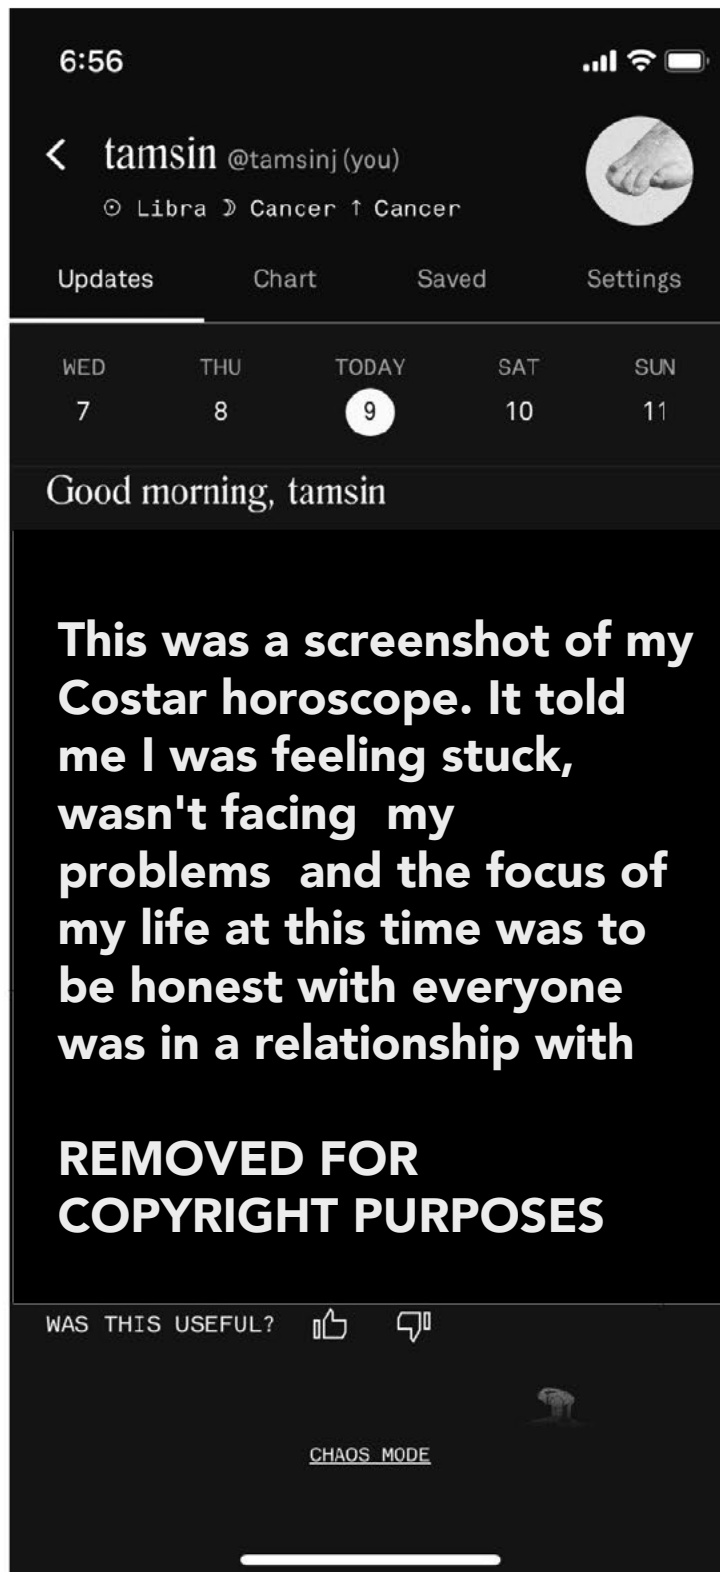 6:56
tamsin @tamsinj (you)
☉ Libra ☽ Cancer ↑ Cancer
Updates Chart Saved Settings
WED THU TODAY SAT SUN
7 8 9 10 11
Good morning, tamsin
This was a screenshot of my
Costar horoscope. It told
me I was feeling stuck,
wasn't facing my
problems and the focus of
my life at this time was to
be honest with everyone
was in a relationship with
REMOVED FOR
COPYRIGHT PURPOSES
WAS THIS USEFUL?
CHAOS MODE